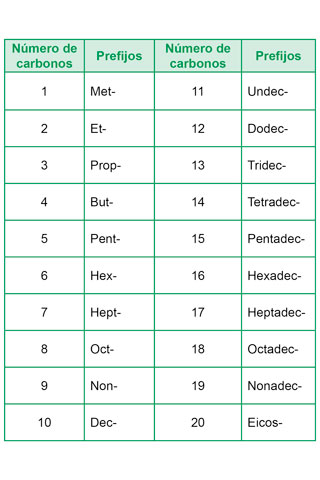 Número de carbonos Prefijos Número de carbonos Prefijos
1 Met- 11 Undec-
2 Et- 12 Dodec-
3 Prop- 13 Tridec-
4 But- 14 Tetradec-
5 Pent- 15 Pentadec-
6 Hex- 16 Hexadec-
7 Hept- 17 Heptadec-
8 Oct- 18 Octadec-
9 Non- 19 Nonadec-
10 Dec- 20 Eicos-